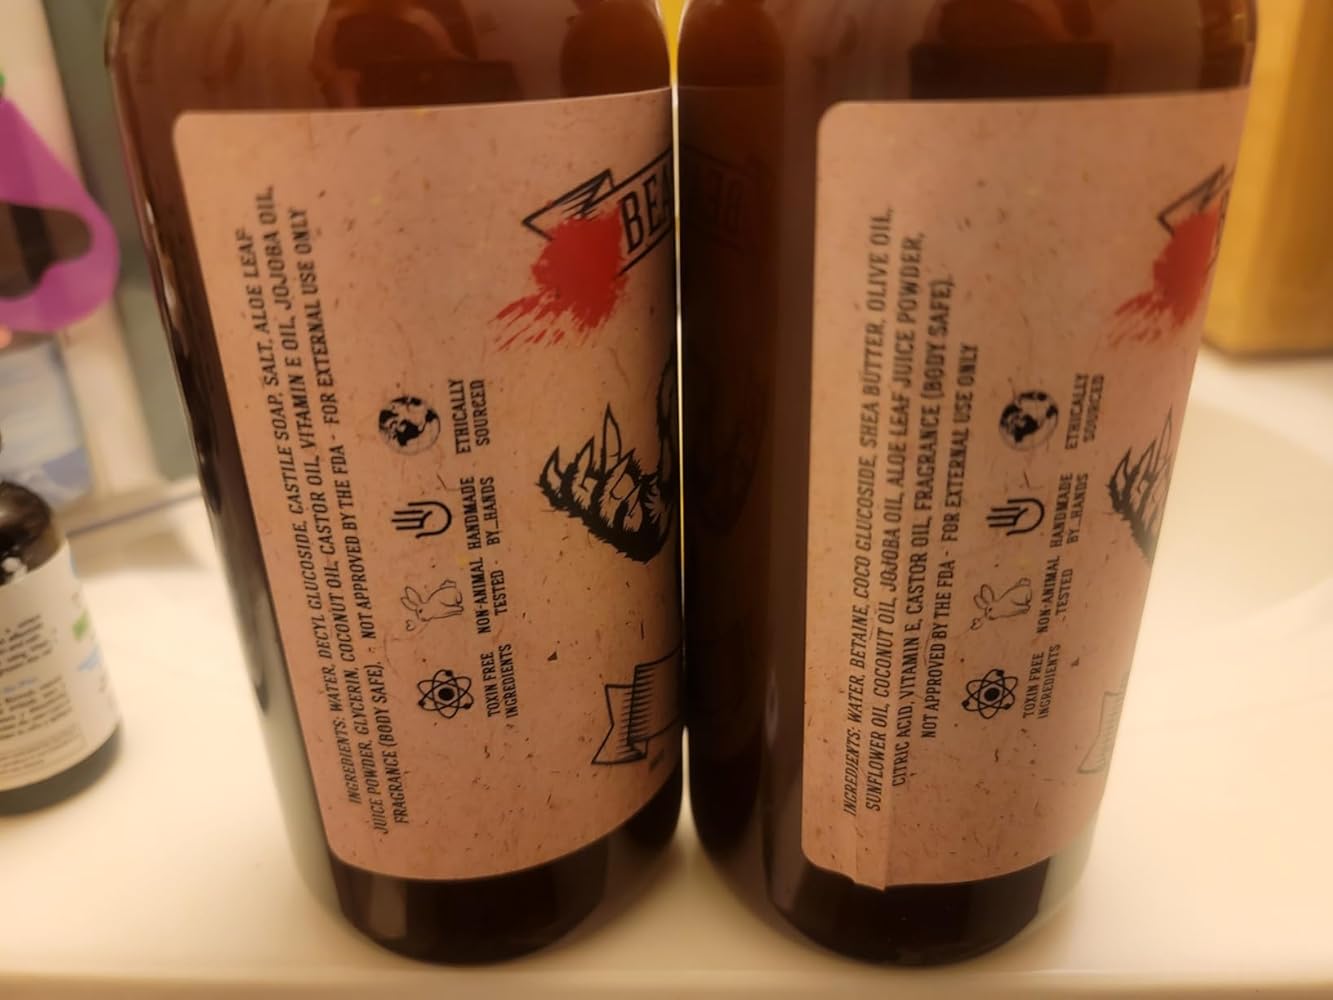 INGREDIENTS: WATER, DECYL GLUCOSIDE, CASTILE SOAP, SALT, ALOE LEAF
JUICE POWDER, GLYCERIN, COCONUT OIL, CASTOR OIL, VITAMIN E OIL, JOJOBA OIL,
FRAGRANCE (BODY SAFE). - NOT APPROVED BY THE FDA - FOR EXTERNAL USE ONLY
TOXIN FREE
INGREDIENTS
NON-ANIMAL
TESTED -
HANDMADE
BY_HANDS
ETHICALLY
SOURCED
BEA
INGREDIENTS: WATER, BETAINE, COCO GLUCOSIDE, SHEA BUTTER, OLIVE OIL,
SUNFLOWER OIL, COCONUT OIL, JOJOBA OIL, ALOE LEAF JUICE POWDER,
CITRIC ACID, VITAMIN E, CASTOR OIL, FRAGRANCE (BODY SAFE).
NOT APPROVED BY THE FDA - FOR EXTERNAL USE ONLY
TOXIN FREE
INGREDIENTS
NON-ANIMAL
- TESTED
HANDMADE
BY_HANDS
ETHICALLY
SOURCED